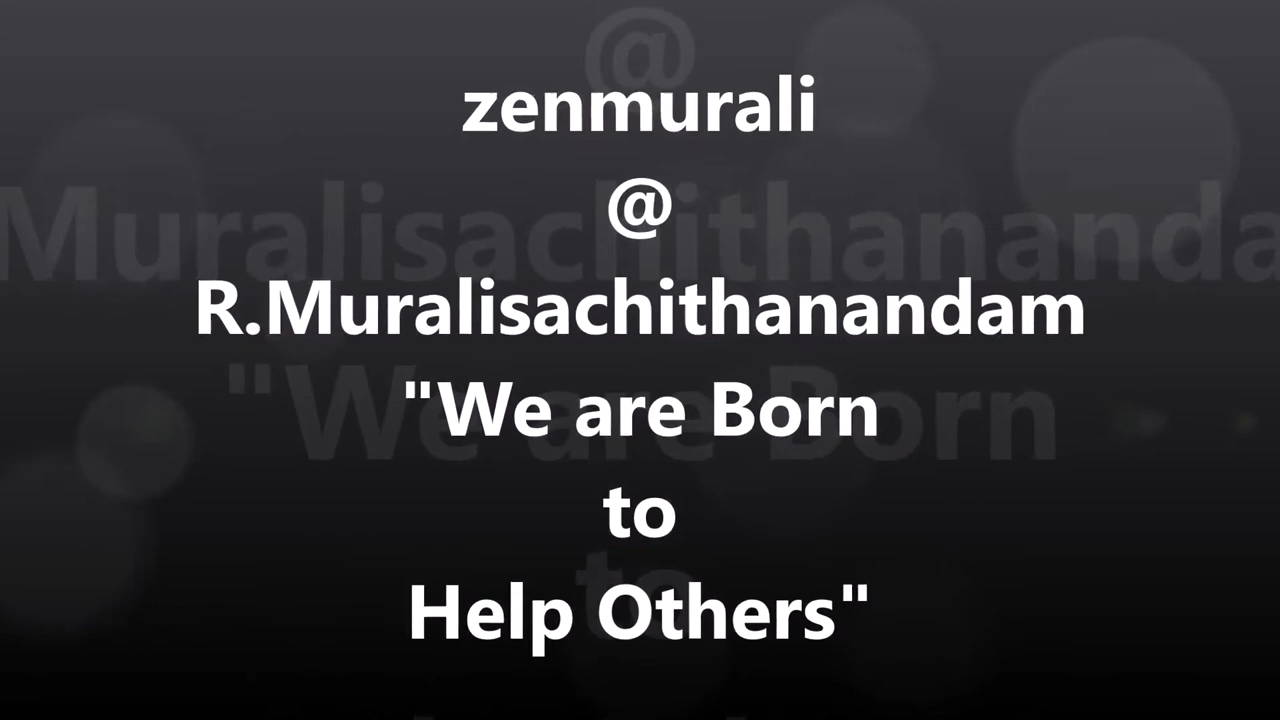 zenmurali
@
R.Muralisachithanandam
"We are Born
to
Help Others"